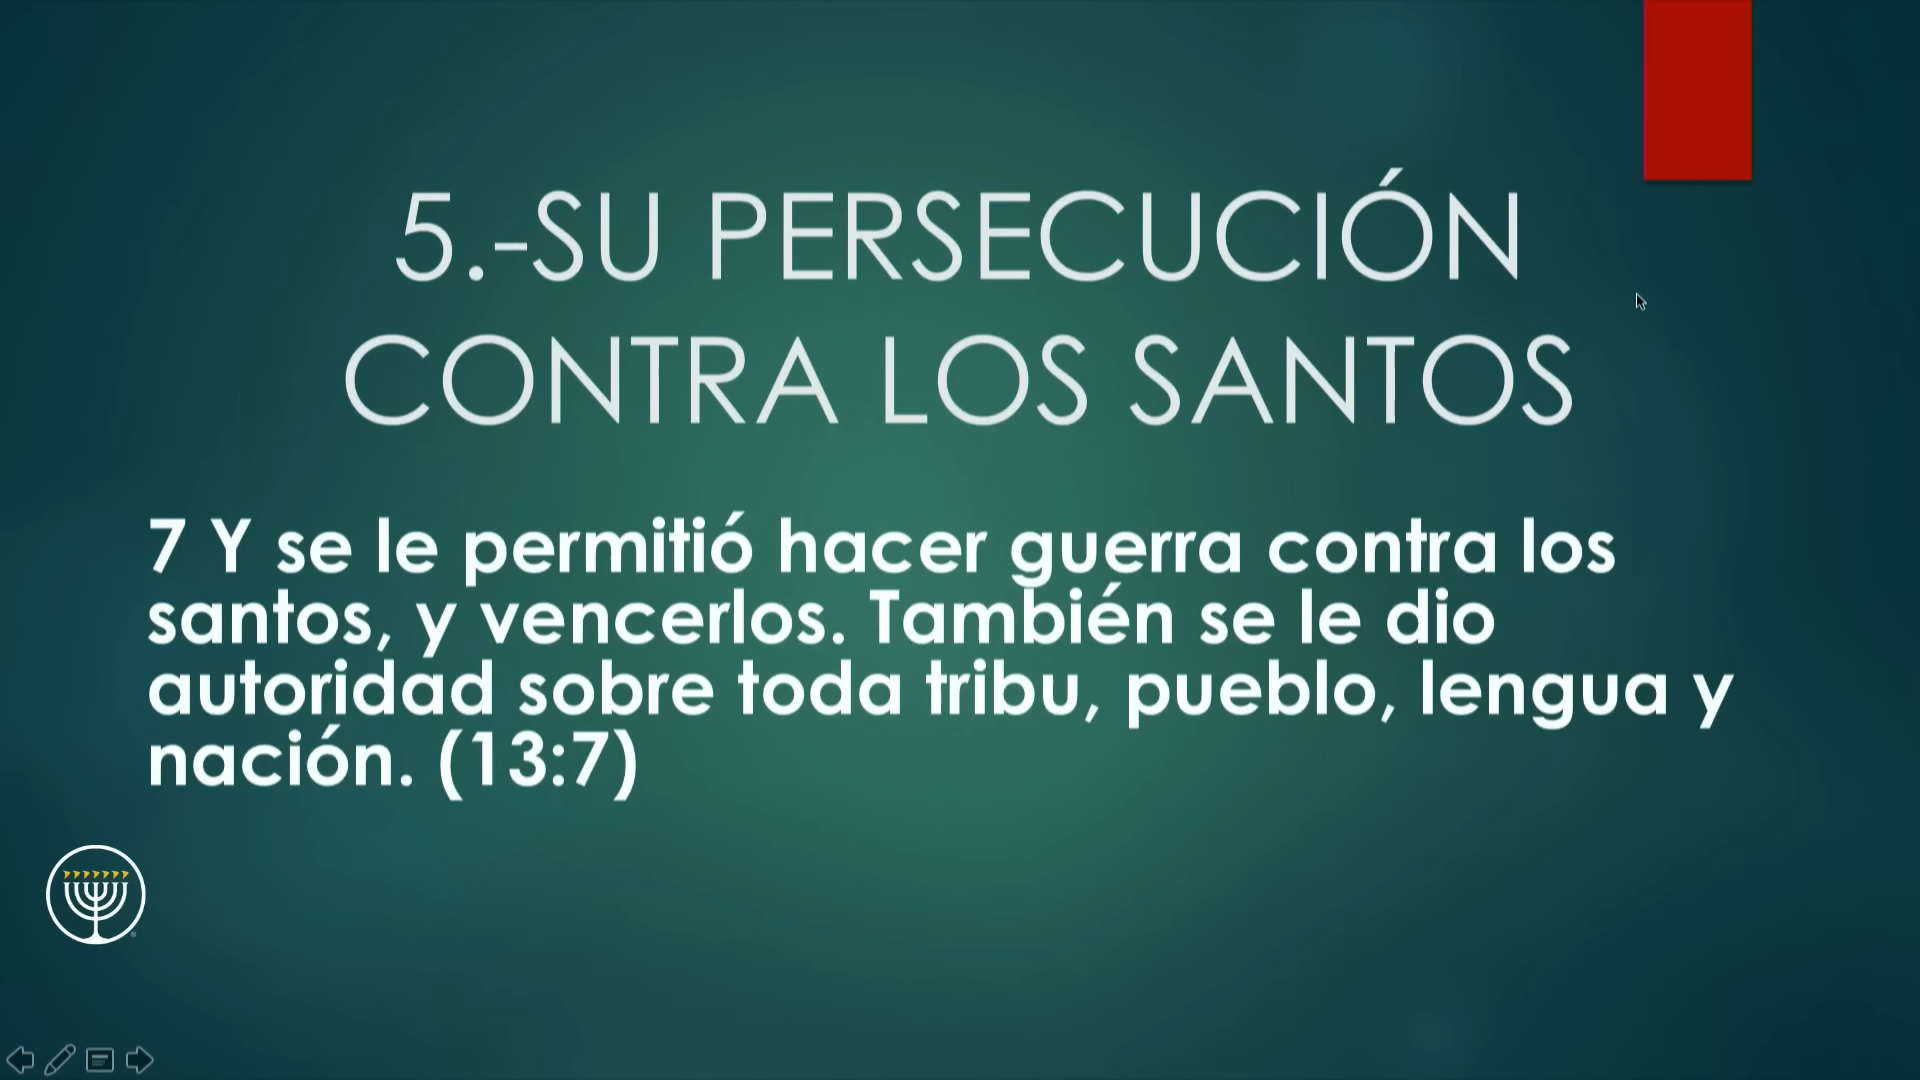 5.-SU PERSECUCIÓN
CONTRA LOS SANTOS
7 Y se le permitió hacer guerra contra los
santos, y vencerlos. También se le dio
autoridad sobre toda tribu, pueblo, lengua y
nación. (13:7)